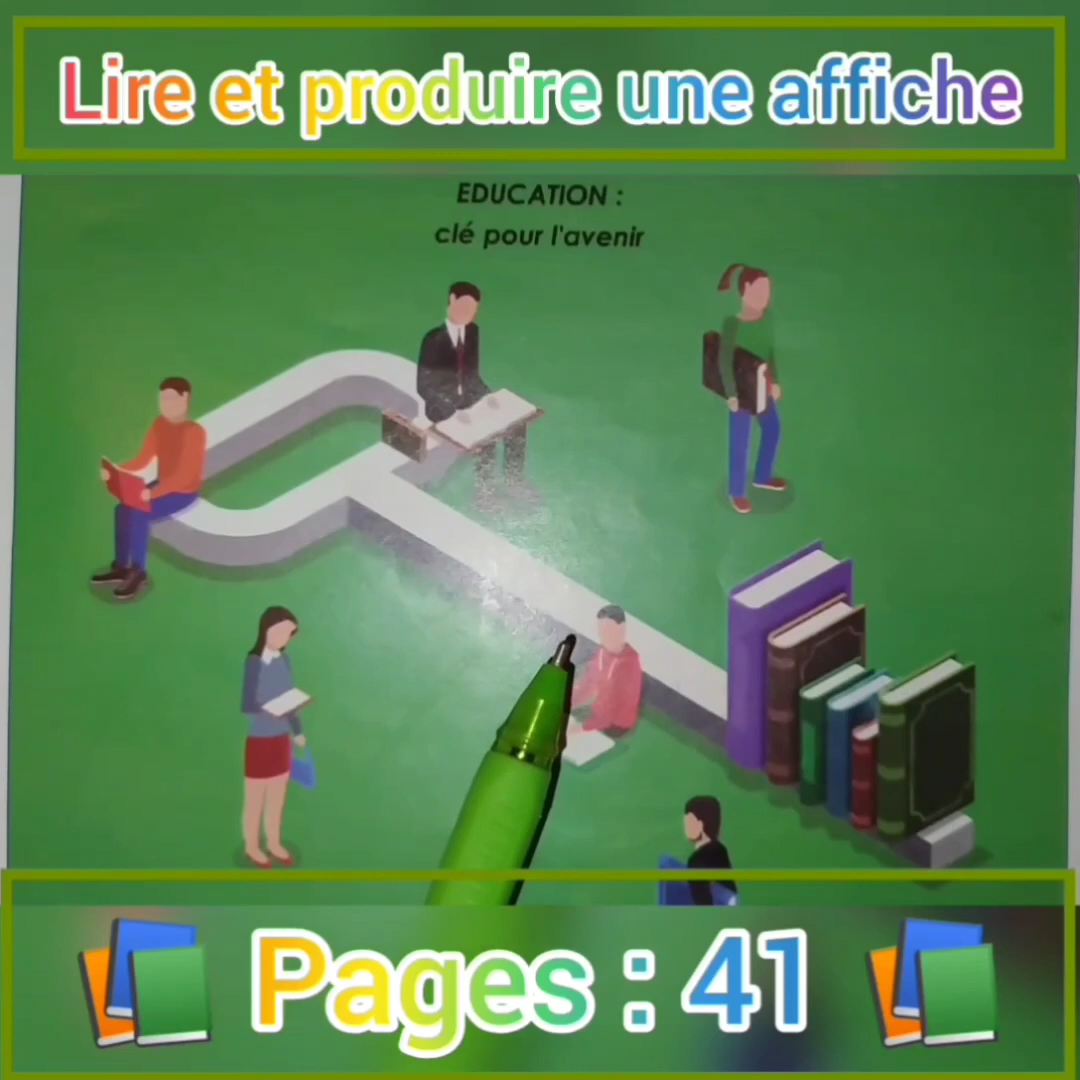 Lire et produire une affiche
EDUCATION :
clé pour l'avenir
Pages : 41